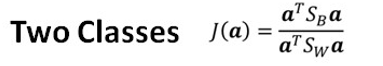 Two Classes J(a) = aᵀS_Ba / aᵀS_Wa